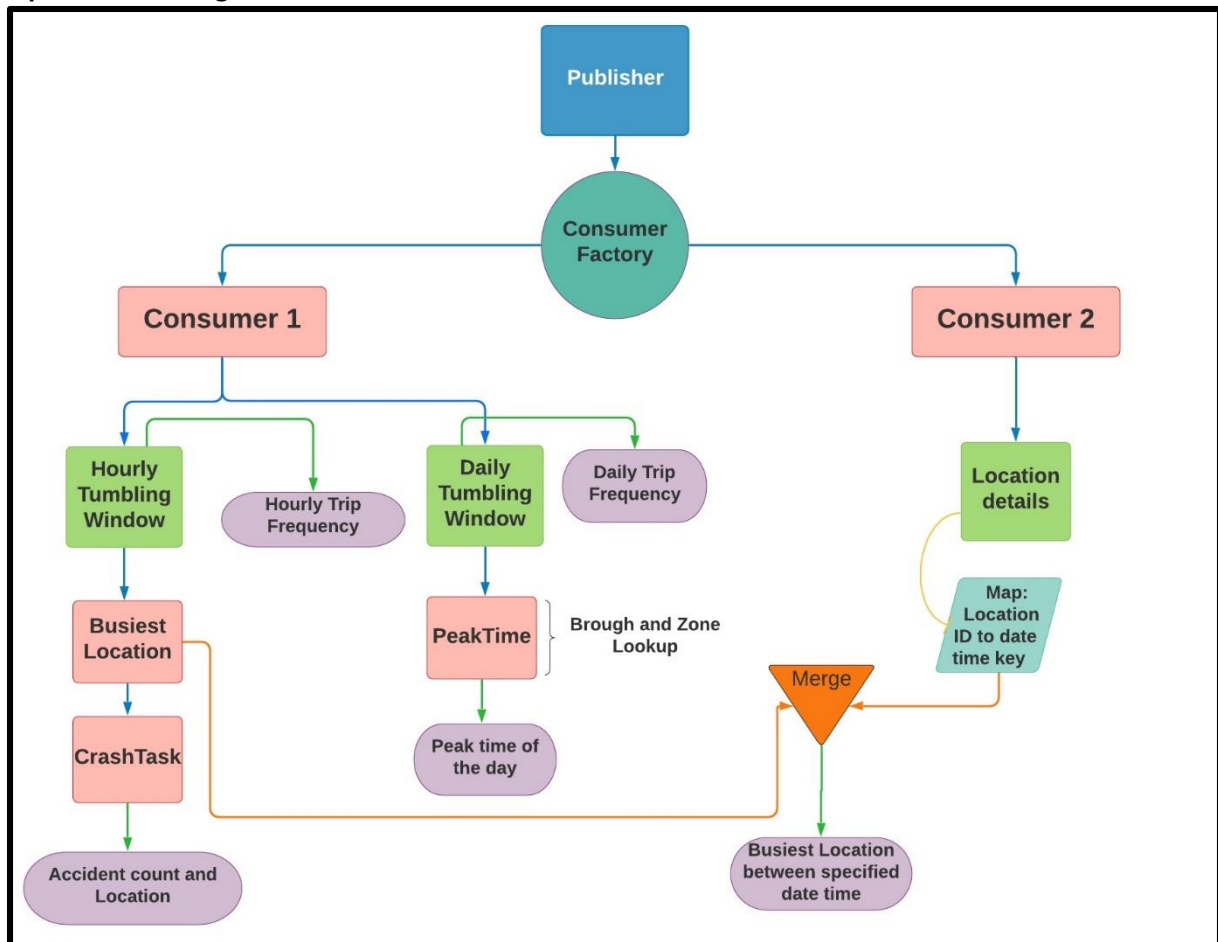 Publisher
Consumer
Factory
Consumer 1
Consumer 2
Hourly
Tumbling
Window
Hourly Trip
Frequency
Daily
Tumbling
Window
Daily Trip
Frequency
Location
details
Busiest
Location
PeakTime
Brough and Zone
Lookup
Map:
Location
ID to date
time key
Merge
CrashTask
Peak time of
the day
Accident count and
Location
Busiest Location
between specified
date time